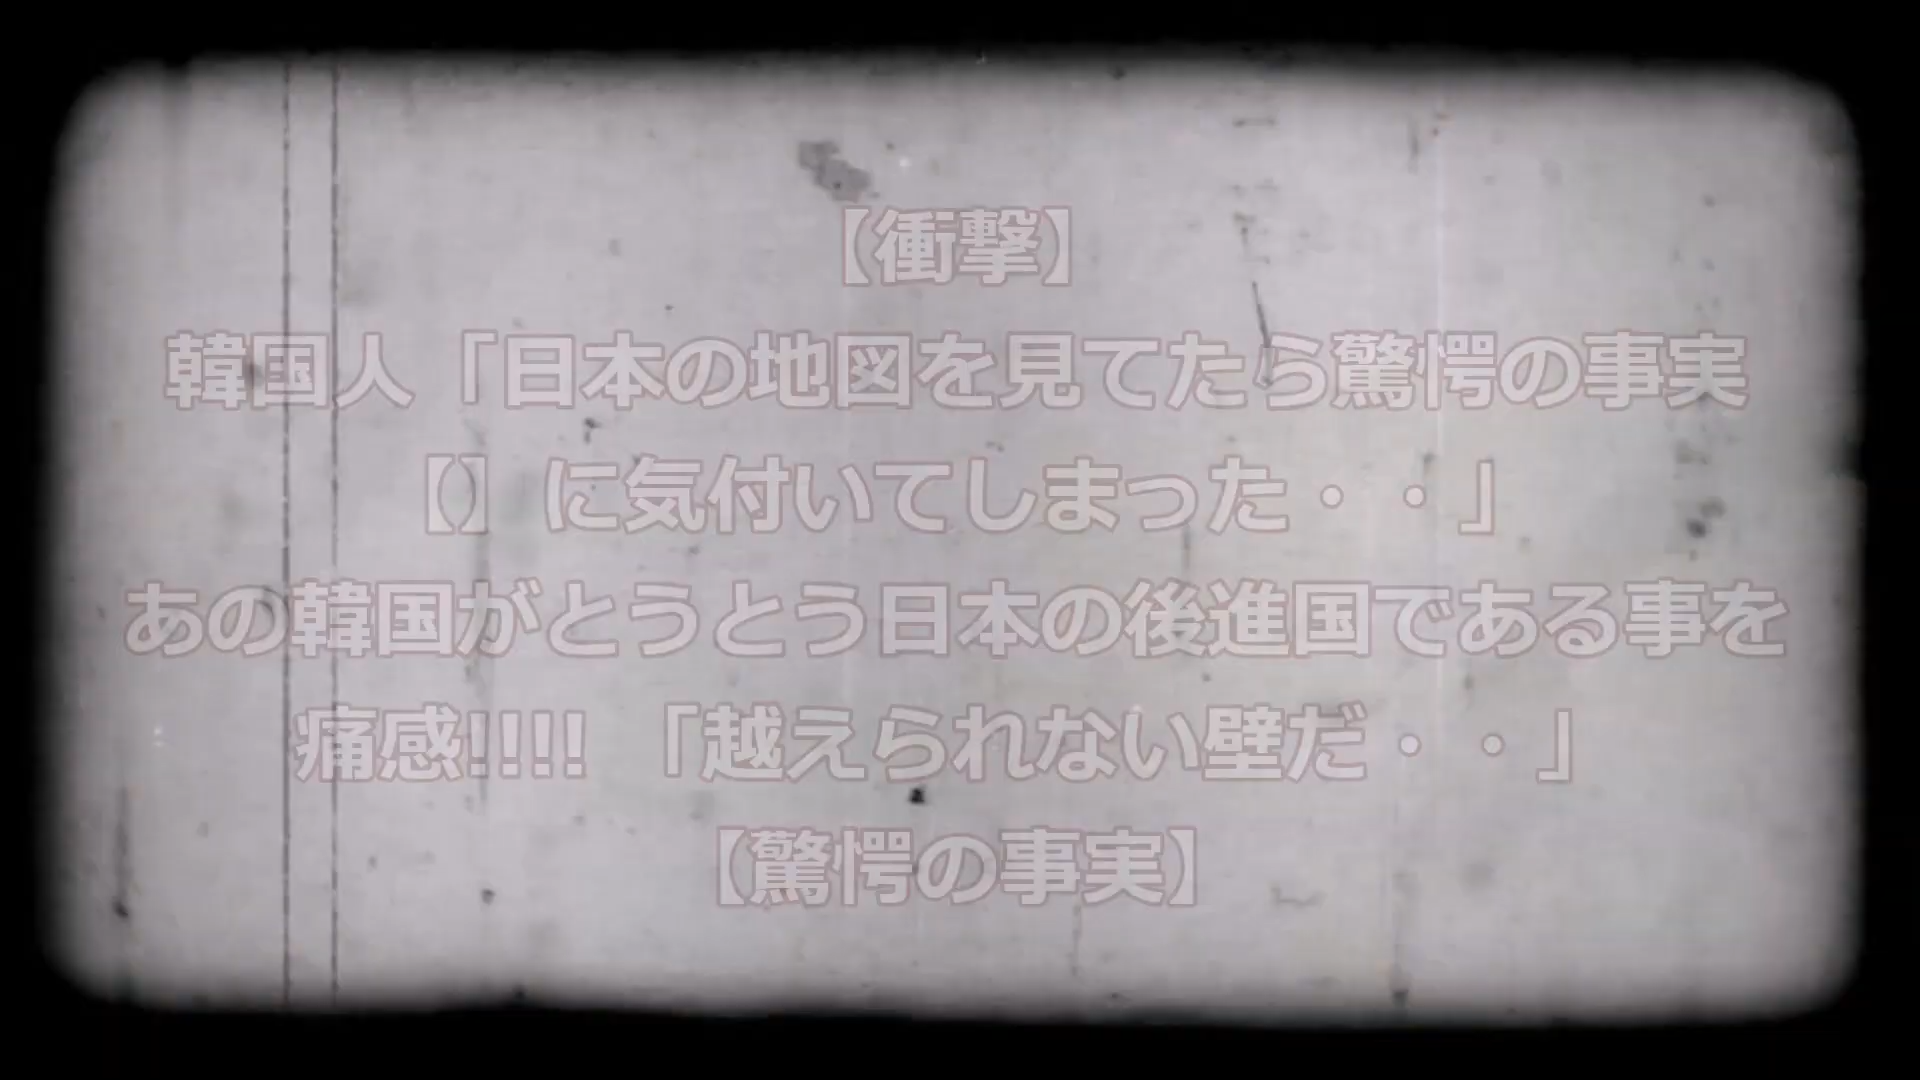 【衝撃】
韓国人「日本の地図を見てたら驚愕の事実
【】に気付いてしまった・・」
あの韓国がとうとう日本の後進国である事を
痛感!!!! 「越えられない壁だ・・」
【驚愕の事実】